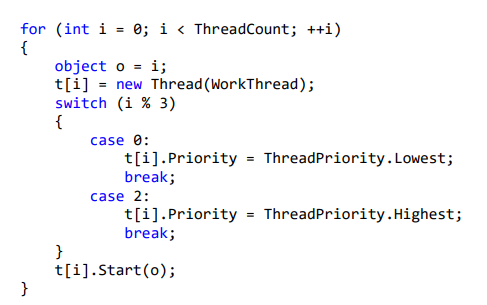 for (int i = 0; i < ThreadCount; ++i)
{
    object o = i;
    t[i] = new Thread(WorkThread);
    switch (i % 3)
    {
        case 0:
            t[i].Priority = ThreadPriority.Lowest;
            break;
        case 2:
            t[i].Priority = ThreadPriority.Highest;
            break;
    }
    t[i].Start(o);
}